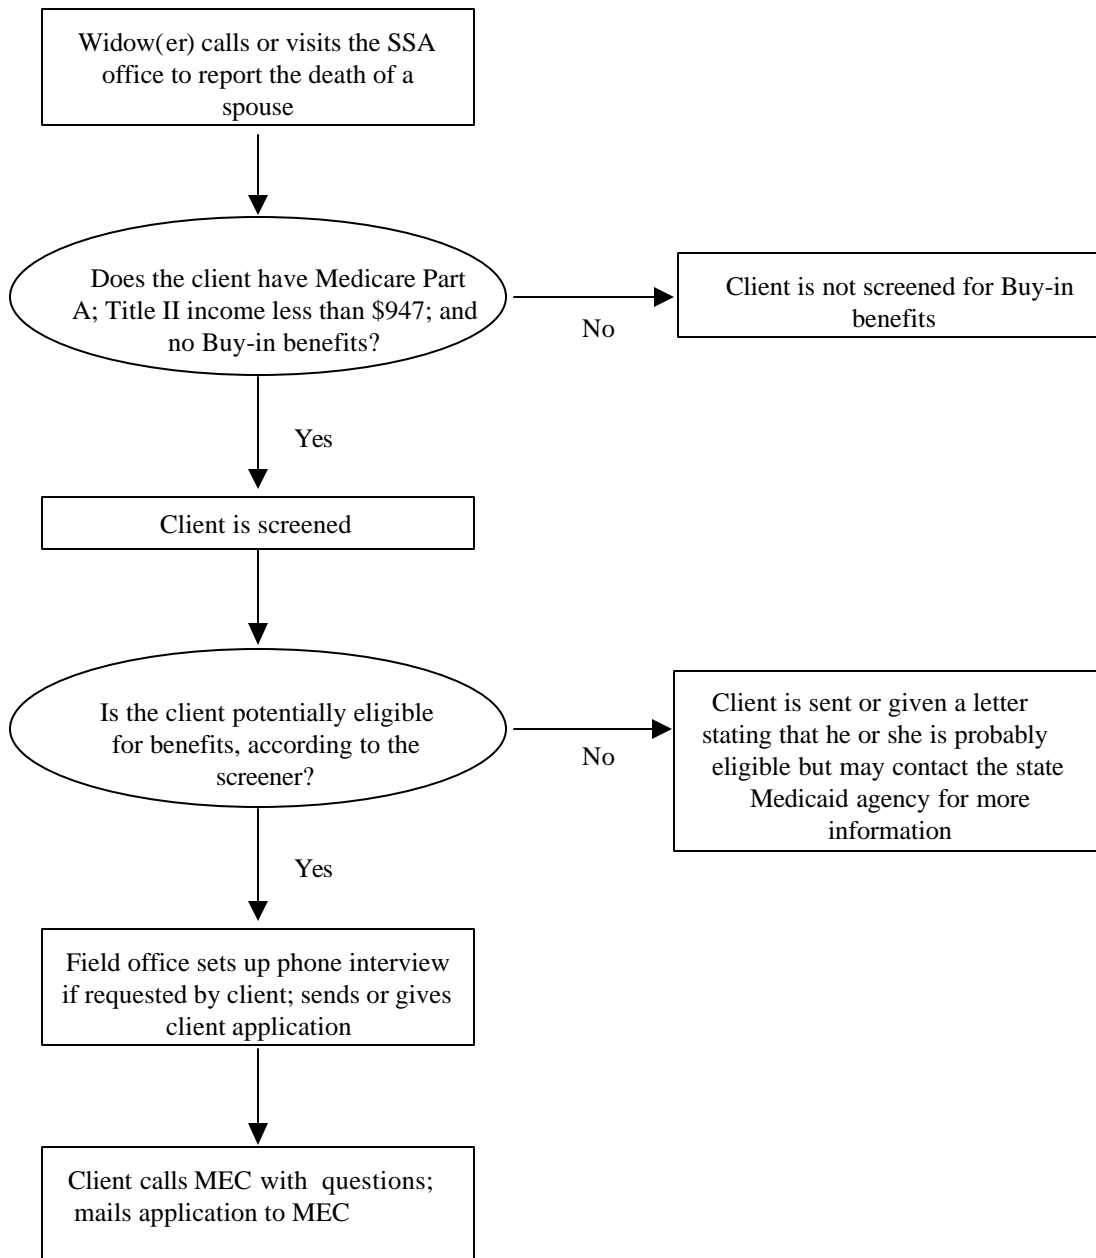 Widow(er) calls or visits the SSA
office to report the death of a
spouse
Does the client have Medicare Part
A; Title II income less than $947; and
no Buy-in benefits?
No
Client is not screened for Buy-in
benefits
Yes
Client is screened
Is the client potentially eligible
for benefits, according to the
screener?
No
Client is sent or given a letter
stating that he or she is probably
eligible but may contact the state
Medicaid agency for more
information
Yes
Field office sets up phone interview
if requested by client; sends or gives
client application
Client calls MEC with questions;
mails application to MEC